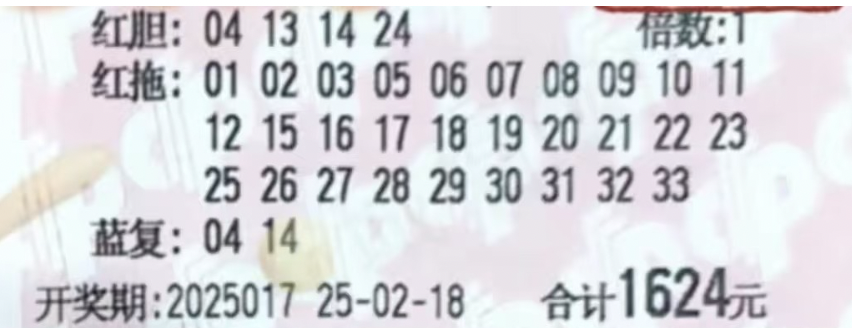 红胆: 04 13 14 24 倍数:1
红拖: 01 02 03 05 06 07 08 09 10 11
12 15 16 17 18 19 20 21 22 23
25 26 27 28 29 30 31 32 33
蓝复: 04 14
开奖期:2025017 25-02-18 合计1624元